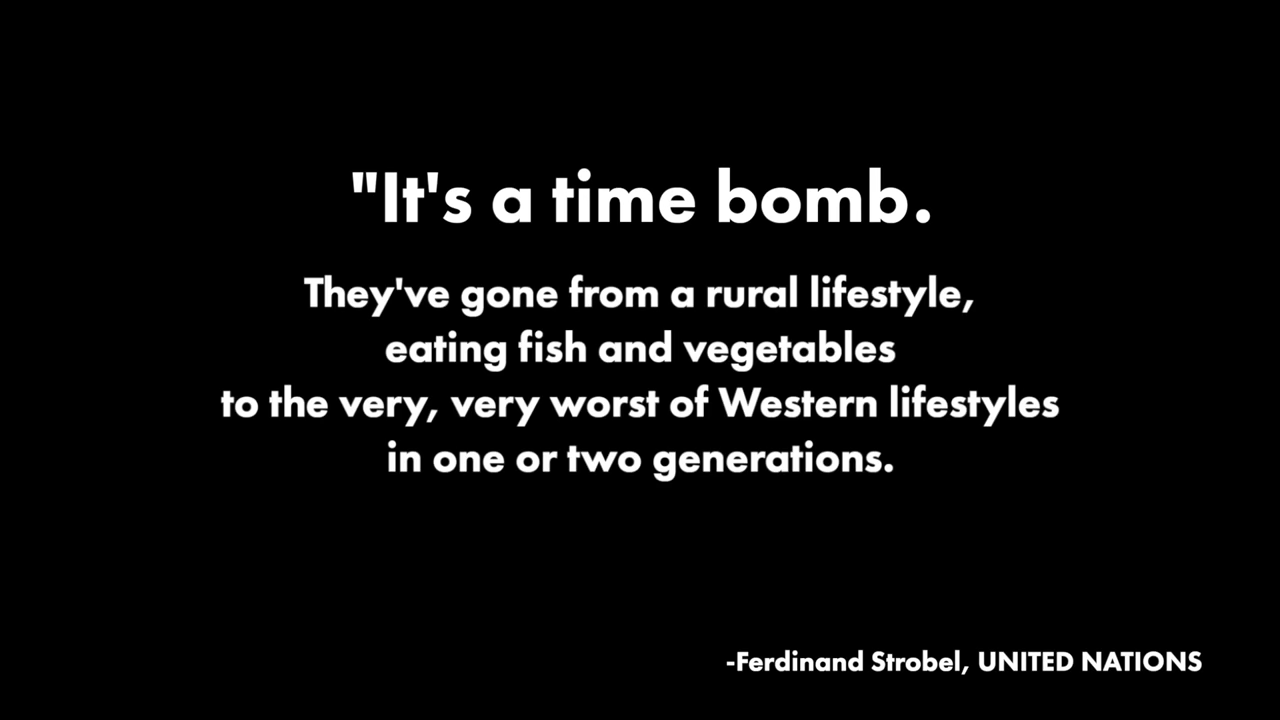 "It's a time bomb.
They've gone from a rural lifestyle,
eating fish and vegetables
to the very, very worst of Western lifestyles
in one or two generations.
-Ferdinand Strobel, UNITED NATIONS